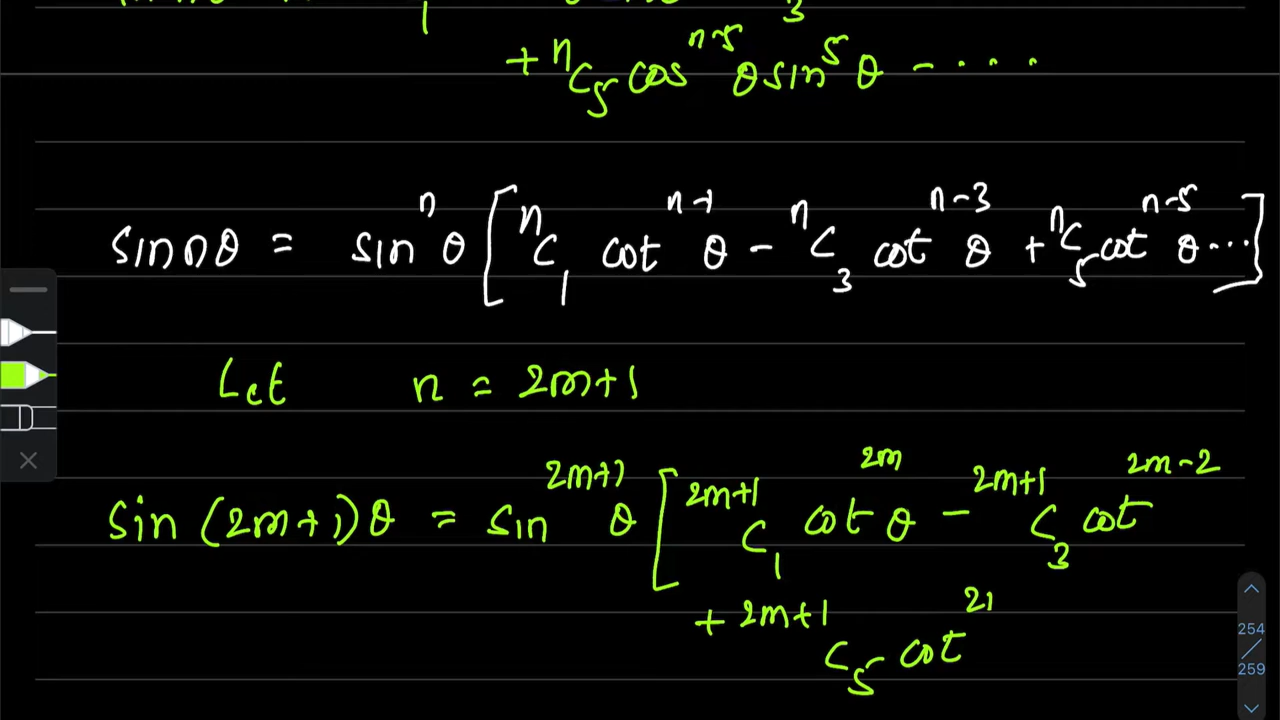 + ⁿC₅ cosⁿ⁻⁵ θ sin⁵ θ - ....
sin nθ = sinⁿ θ [ ⁿC₁ cotⁿ⁻¹ θ - ⁿC₃ cotⁿ⁻³ θ + ⁿC₅ cotⁿ⁻⁵ θ ... ]
Let n = 2m+1
sin (2m+1)θ = sin²ᵐ⁺¹ θ [ ²ᵐ⁺¹C₁ cot²ᵐ θ - ²ᵐ⁺¹C₃ cot²ᵐ⁻²
+ ²ᵐ⁺¹C₅ cot²
254
/
259